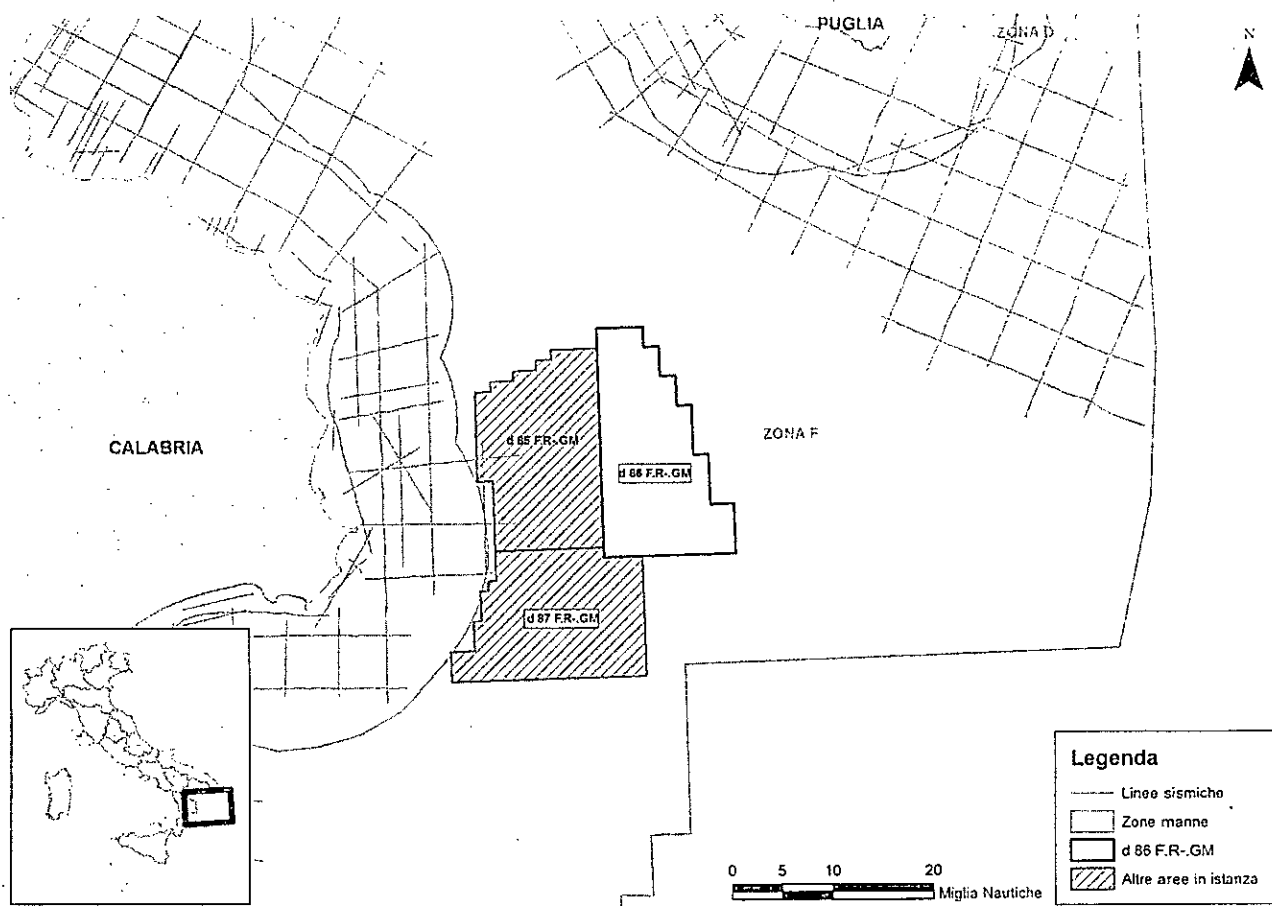 PUGLIA
ZONA D
N
CALABRIA
d 85 F.R-.GM
ZONA F
d 86 F.R-.GM
d 87 F.R-.GM
Legenda
Linee sismiche
Zone marine
d 86 F.R-.GM
Altre aree in istanza
0 5 10 20
Miglia Nautiche